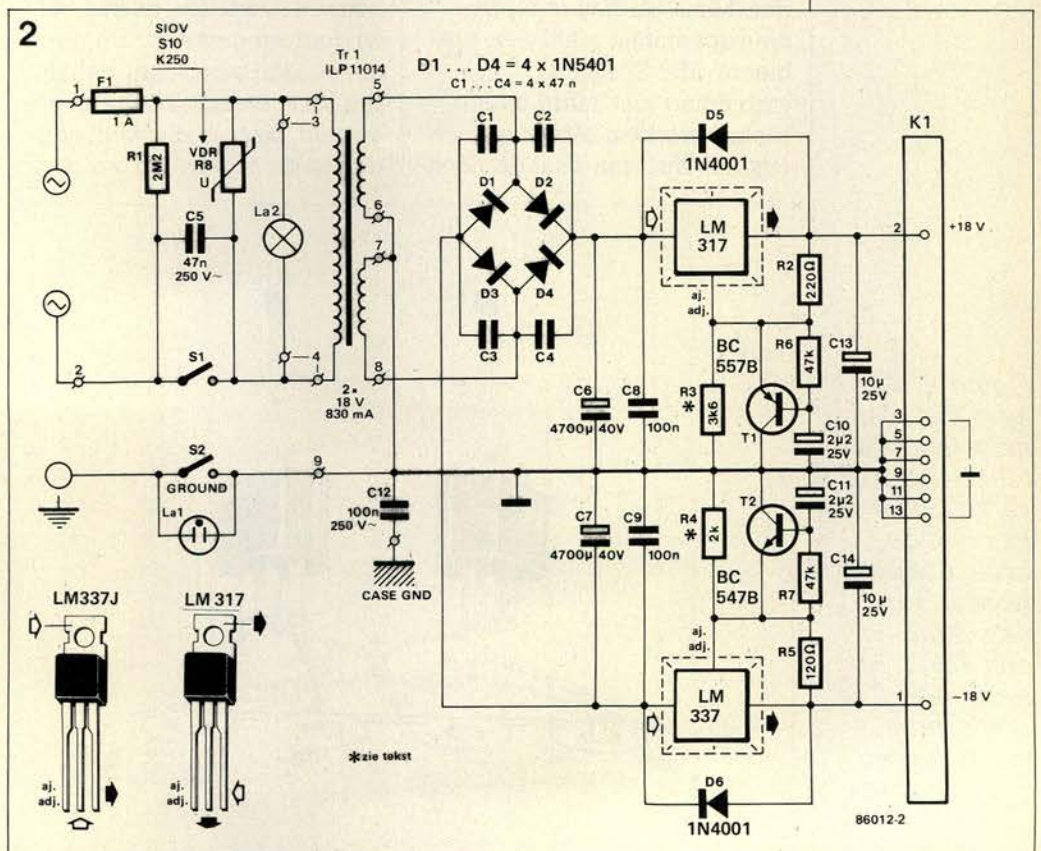 2
SIOV
S10
K250
Tr 1
ILP 11014
D1 ... D4 = 4 x 1N5401
C1 ... C4 = 4 x 47 n
1
F1
1 A
R1
2M2
VDR
R8
U
C5
47n
250 V~
La2
3
4
5
6
7
8
2x
18 V
830 mA
C1
C2
D1
D2
D3
D4
C3
C4
D5
1N4001
K1
LM
317
2
+18 V
aj.
adj.
R2
220Ω
BC
557B
R6
47k
C13
10µ
25V
R3
*
3k6
T1
C10
2µ2
25V
C6
4700µ 40V
C8
100n
3
5
7
9
11
13
2
S1
S2
GROUND
La1
9
C12
100n
250 V~
CASE GND
C7
4700µ 40V
C9
100n
R4
*
2k
T2
C11
2µ2
25V
BC
547B
R7
47k
C14
10µ
25V
aj.
adj.
R5
120Ω
LM
337
1
–18 V
D6
1N4001
LM337J
LM 317
aj.
adj.
aj.
adj.
*zie tekst
86012-2